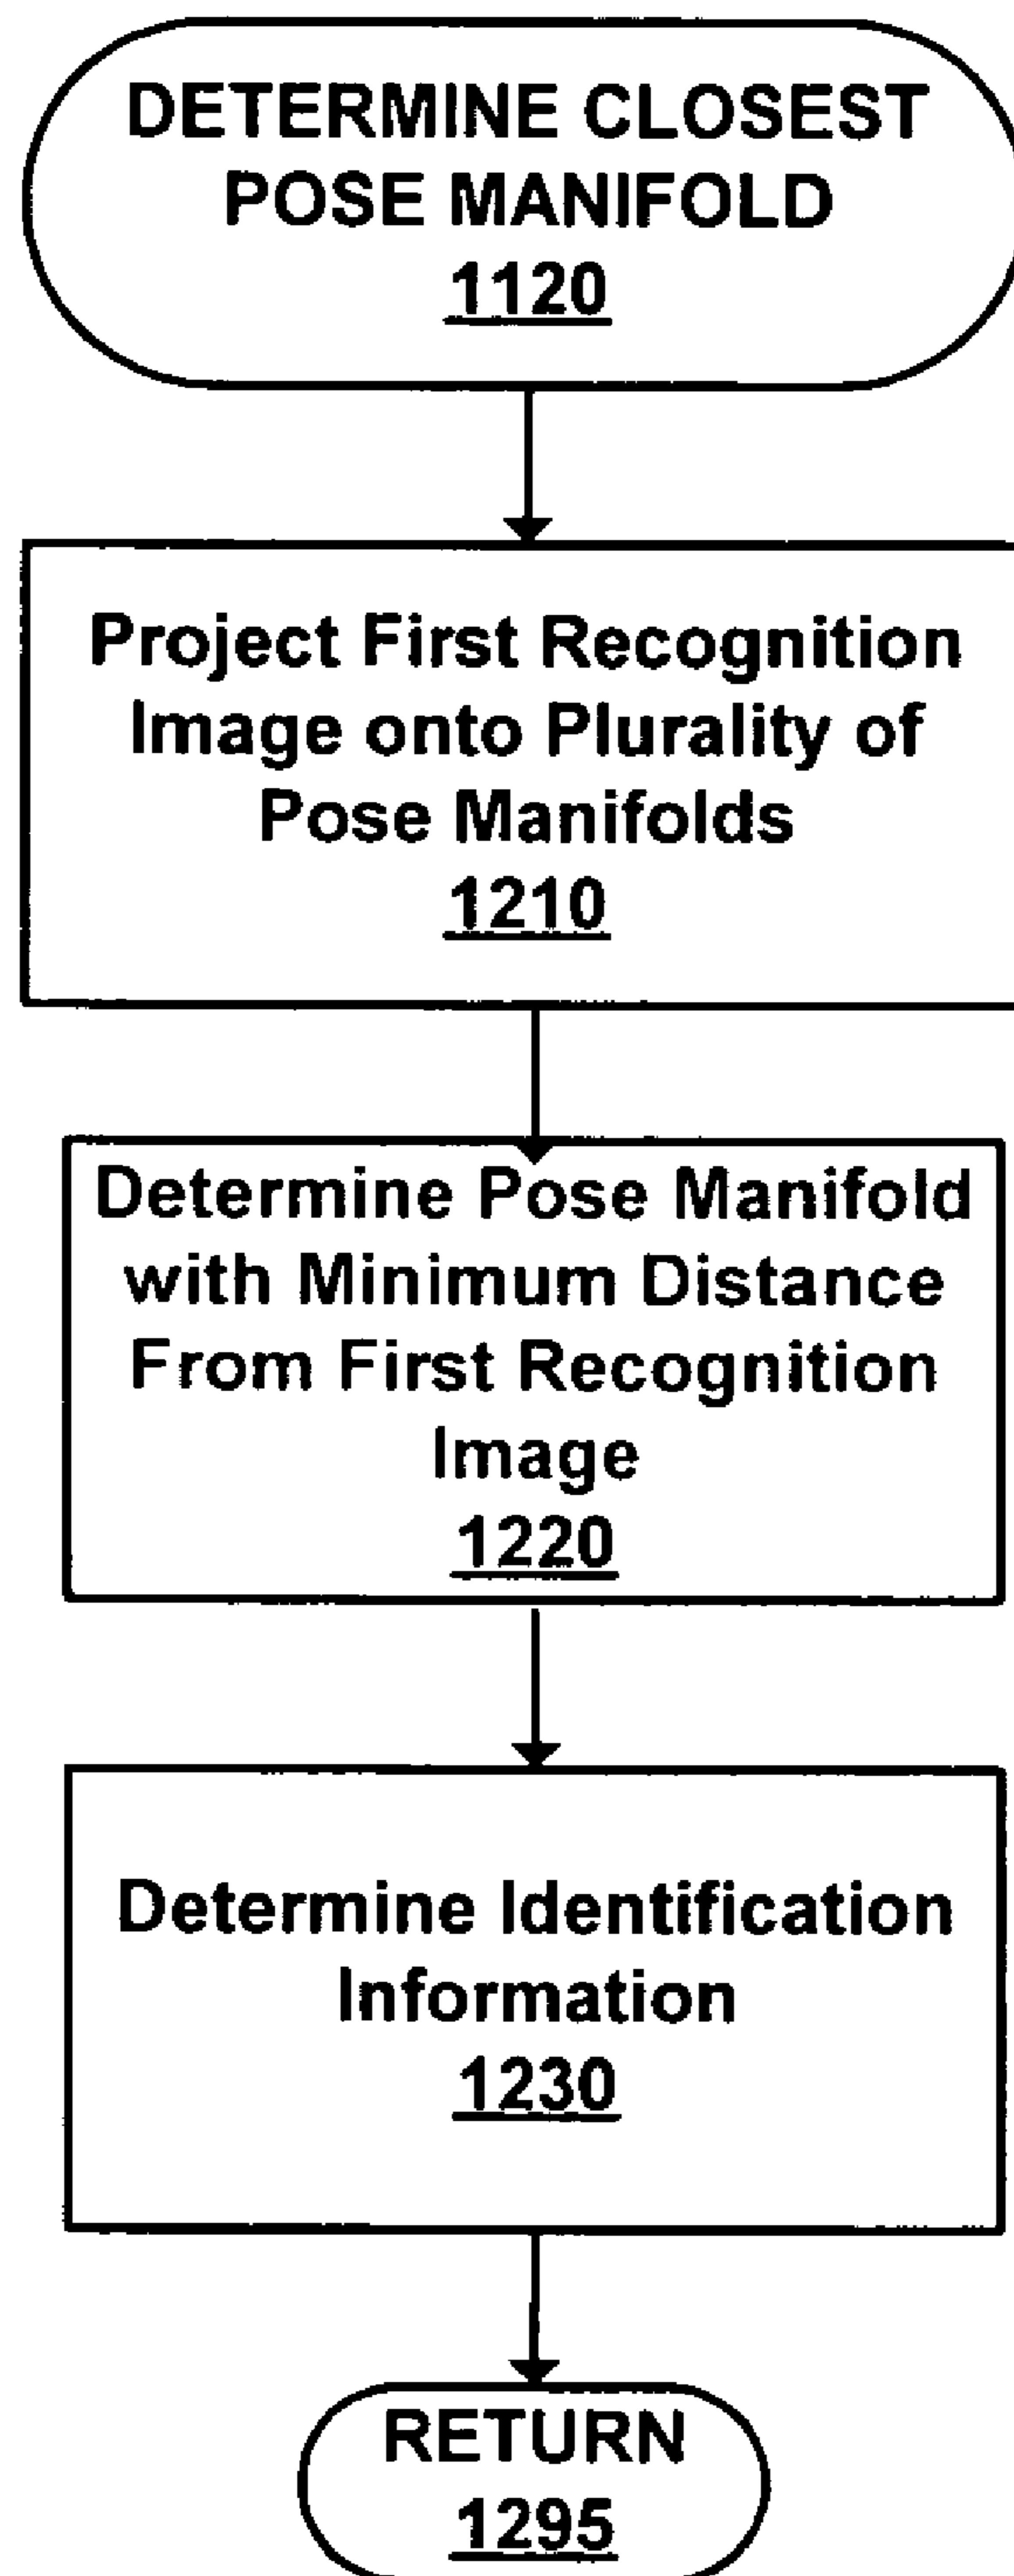 DETERMINE CLOSEST
POSE MANIFOLD
1120
Project First Recognition
Image onto Plurality of
Pose Manifolds
1210
Determine Pose Manifold
with Minimum Distance
From First Recognition
Image
1220
Determine Identification
Information
1230
RETURN
1295